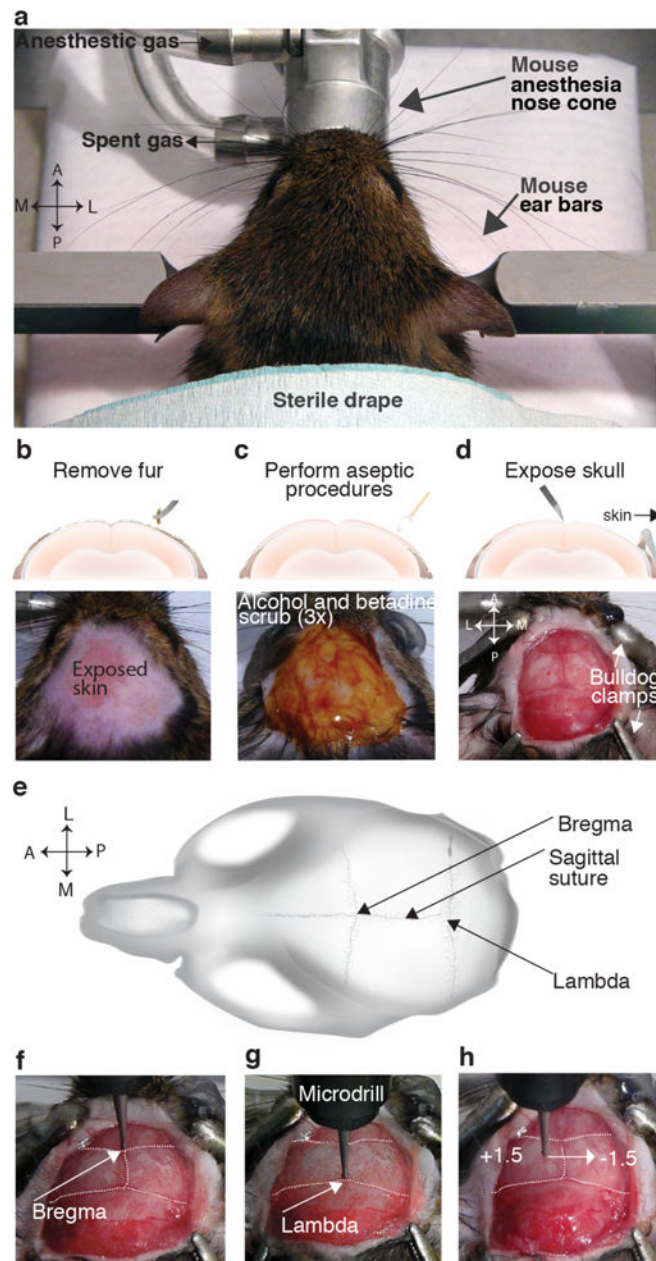 a
Anesthestic gas
Mouse
anesthesia
nose cone
Spent gas
A
M L
P
Mouse
ear bars
Sterile drape
b
Remove fur
c
Perform aseptic
procedures
d
Expose skull
skin
Exposed
skin
Alcohol and betadine
scrub (3x)
A
L M
P
Bulldog
clamps
e
L
A P
M
Bregma
Sagittal
suture
Lambda
f
Bregma
g
Microdrill
Lambda
h
+1.5
-1.5